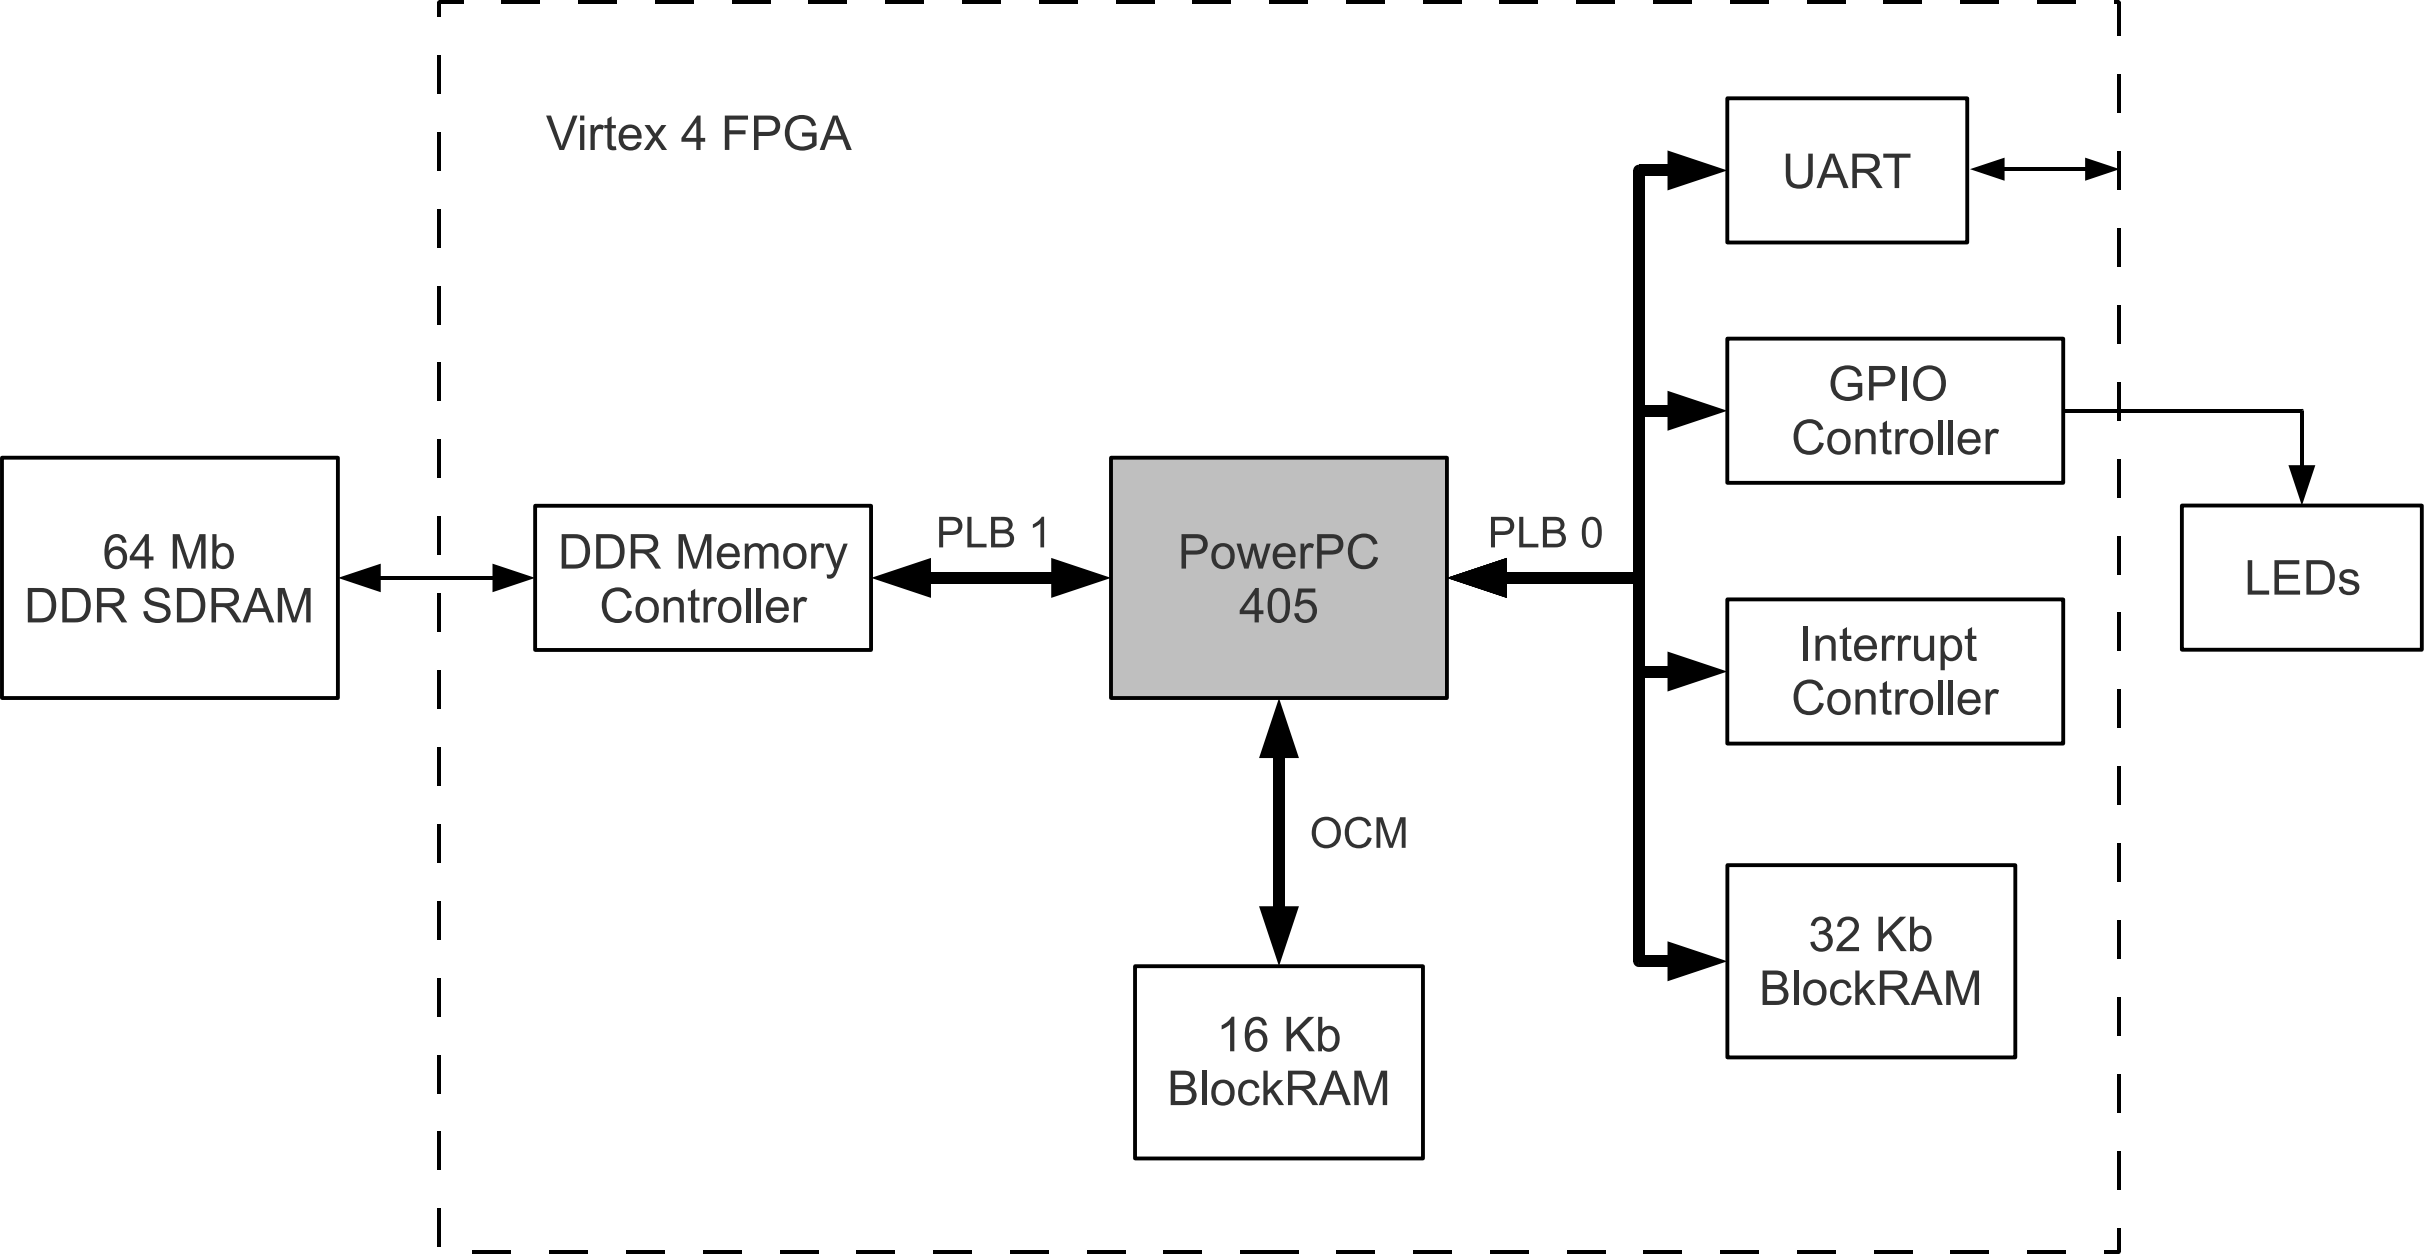 Virtex 4 FPGA
UART
GPIO
Controller
64 Mb
DDR SDRAM
DDR Memory
Controller
PLB 1
PowerPC
405
PLB 0
LEDs
Interrupt
Controller
OCM
32 Kb
BlockRAM
16 Kb
BlockRAM